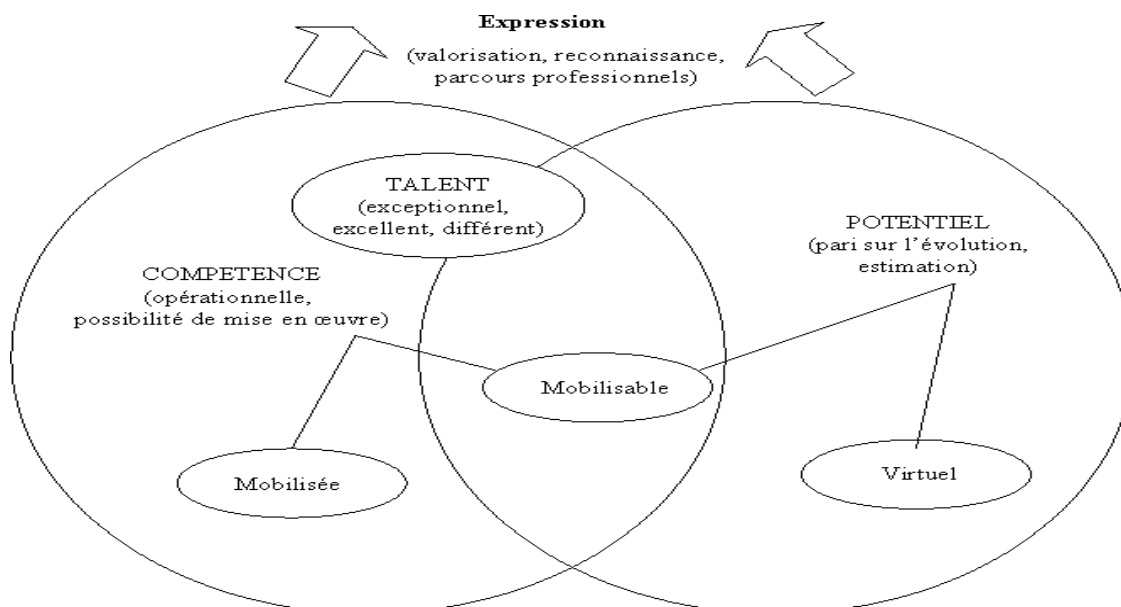 Expression
(valorisation, reconnaissance,
parcours professionnels)
TALENT
(exceptionnel,
excellent, différent)
POTENTIEL
(pari sur l’évolution,
estimation)
COMPETENCE
(opérationnelle,
possibilité de mise en œuvre)
Mobilisable
Mobilisée
Virtuel